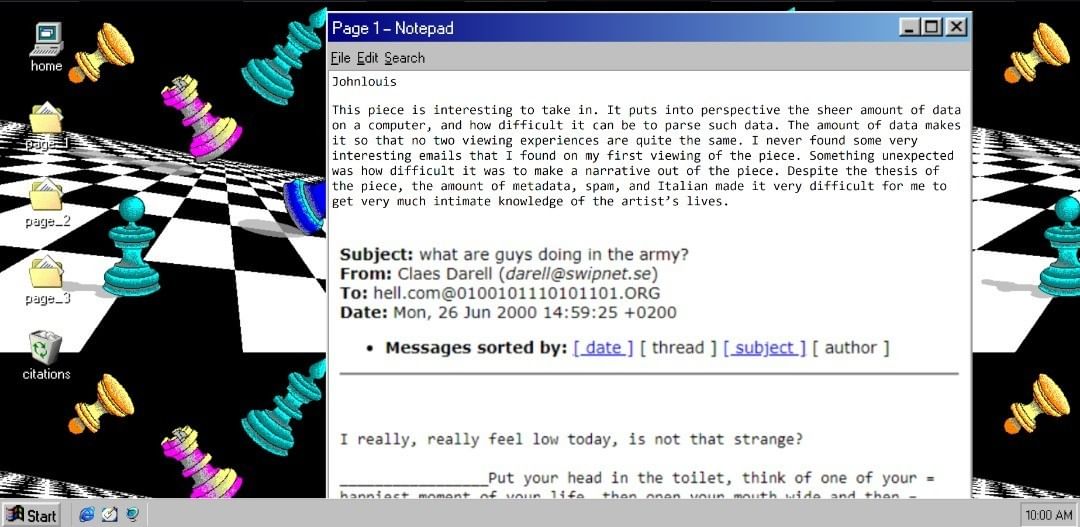 home
page_1
page_2
page_3
citations
Page 1 – Notepad
File Edit Search
Johnlouis
This piece is interesting to take in. It puts into perspective the sheer amount of data
on a computer, and how difficult it can be to parse such data. The amount of data makes
it so that no two viewing experiences are quite the same. I never found some very
interesting emails that I found on my first viewing of the piece. Something unexpected
was how difficult it was to make a narrative out of the piece. Despite the thesis of
the piece, the amount of metadata, spam, and Italian made it very difficult for me to
get very much intimate knowledge of the artist’s lives.
Subject: what are guys doing in the army?
From: Claes Darell (darell@swipnet.se)
To: hell.com@0100101110101101.ORG
Date: Mon, 26 Jun 2000 14:59:25 +0200
• Messages sorted by: [ date ] [ thread ] [ subject ] [ author ]
I really, really feel low today, is not that strange?
_________________Put your head in the toilet, think of one of your =
happiest moment of your life, then open your mouth wide and then =
Start
10:00 AM